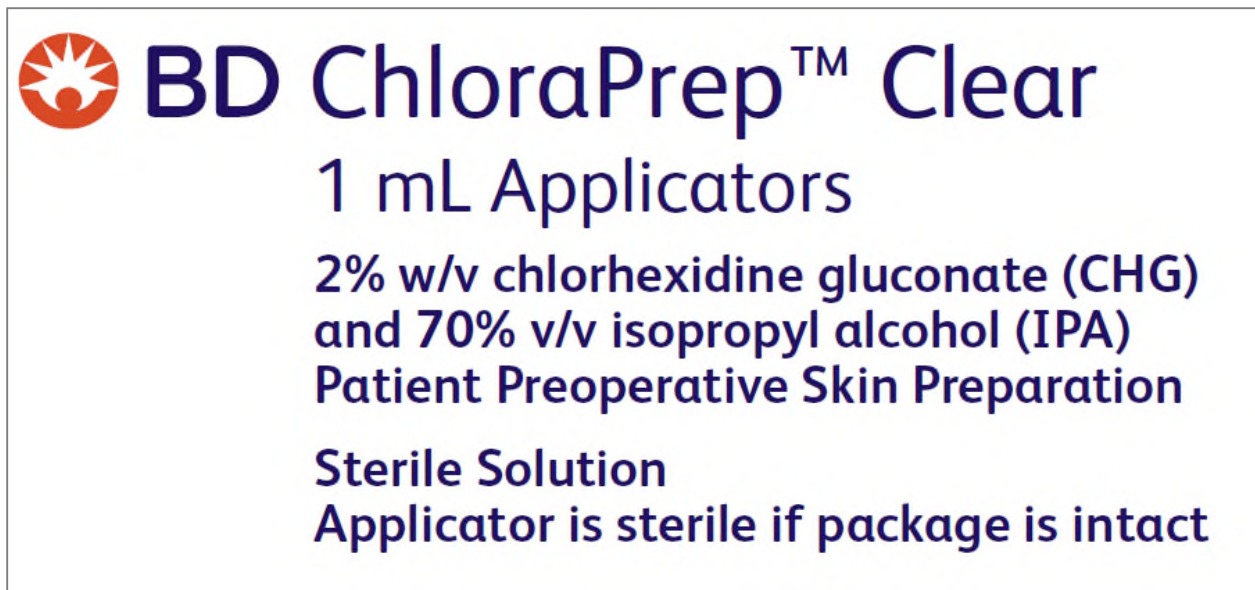 BD ChloraPrep™ Clear
1 mL Applicators
2% w/v chlorhexidine gluconate (CHG)
and 70% v/v isopropyl alcohol (IPA)
Patient Preoperative Skin Preparation
Sterile Solution
Applicator is sterile if package is intact